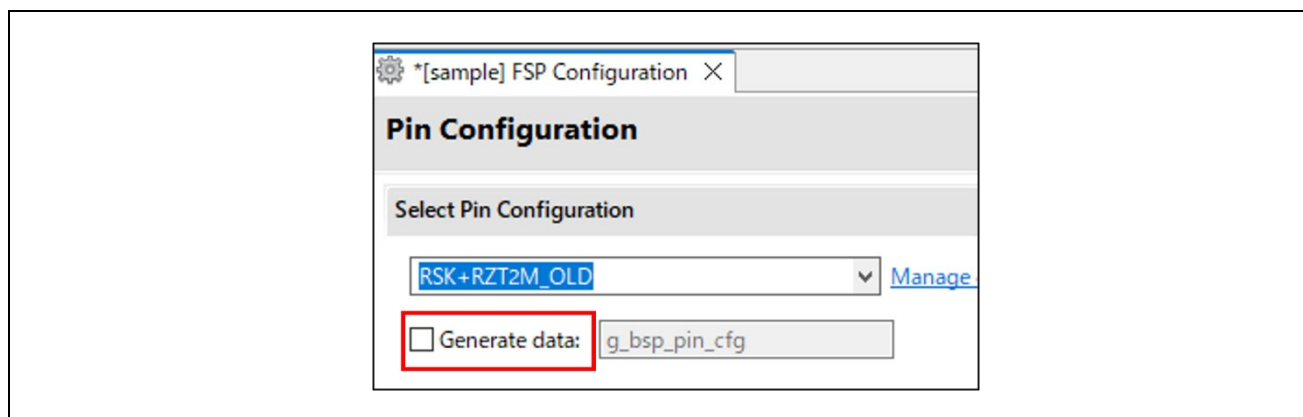 *[sample] FSP Configuration
Pin Configuration
Select Pin Configuration
RSK+RZT2M_OLD Manage
Generate data: g_bsp_pin_cfg